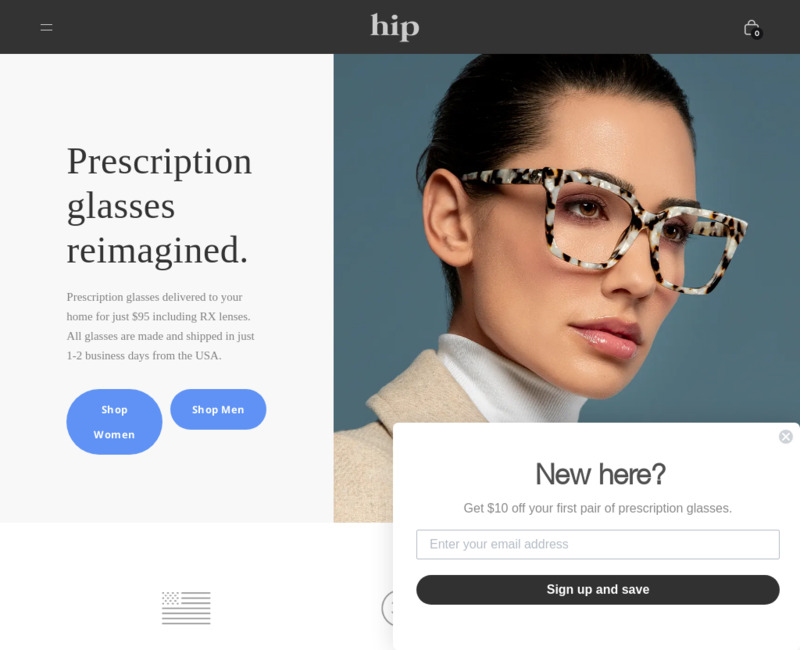 hip
0
Prescription
glasses
reimagined.
Prescription glasses delivered to your
home for just $95 including RX lenses.
All glasses are made and shipped in just
1-2 business days from the USA.
Shop
Women
Shop Men
New here?
Get $10 off your first pair of prescription glasses.
Enter your email address
Sign up and save